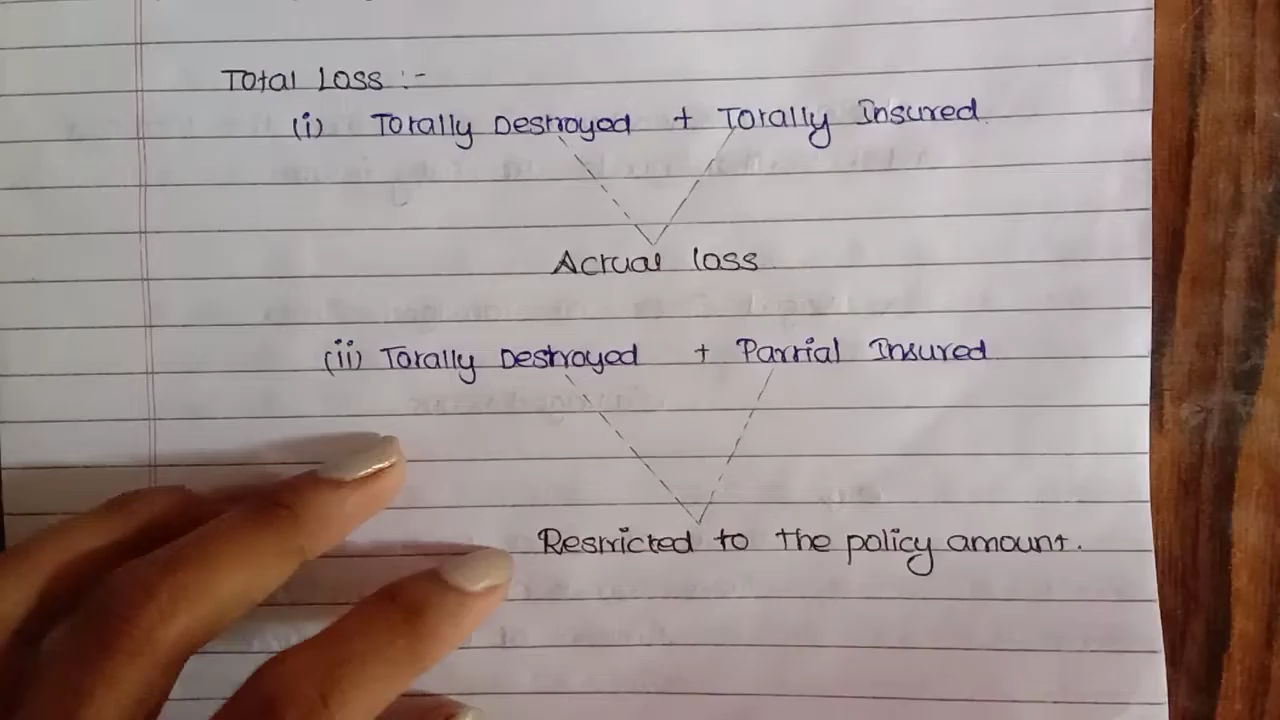 Total Loss :-
(i) Totally Destroyed + Totally Insured
Actual loss
(ii) Totally Destroyed + Partial Insured
Restricted to the policy amount.